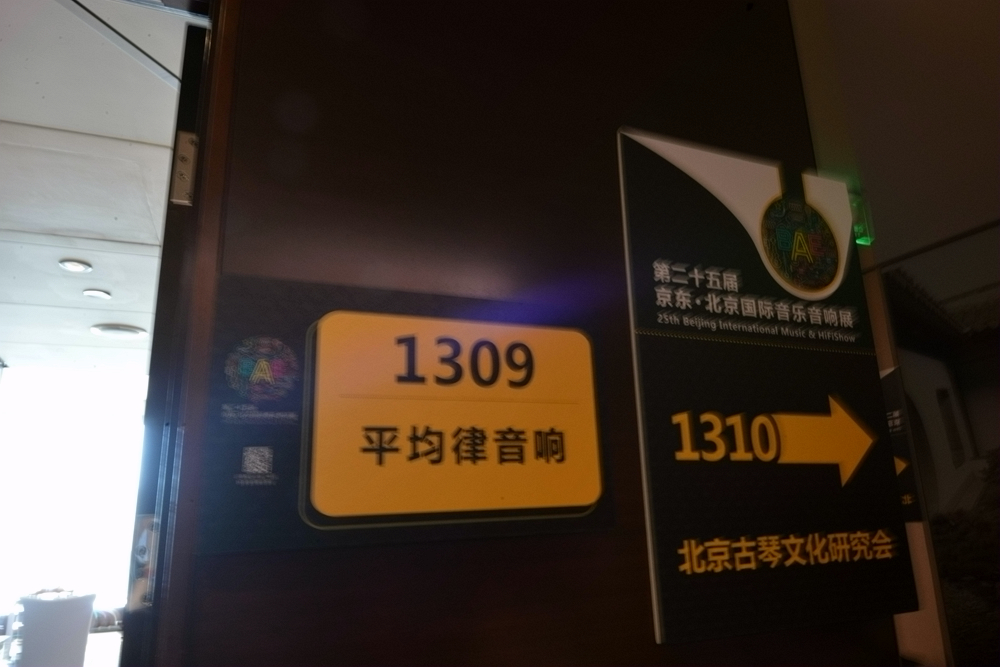 1309
平均律音响
第二十五届
京东·北京国际音乐音响展
25th Beijing International Music & HiFiShow
1310
北京古琴文化研究会